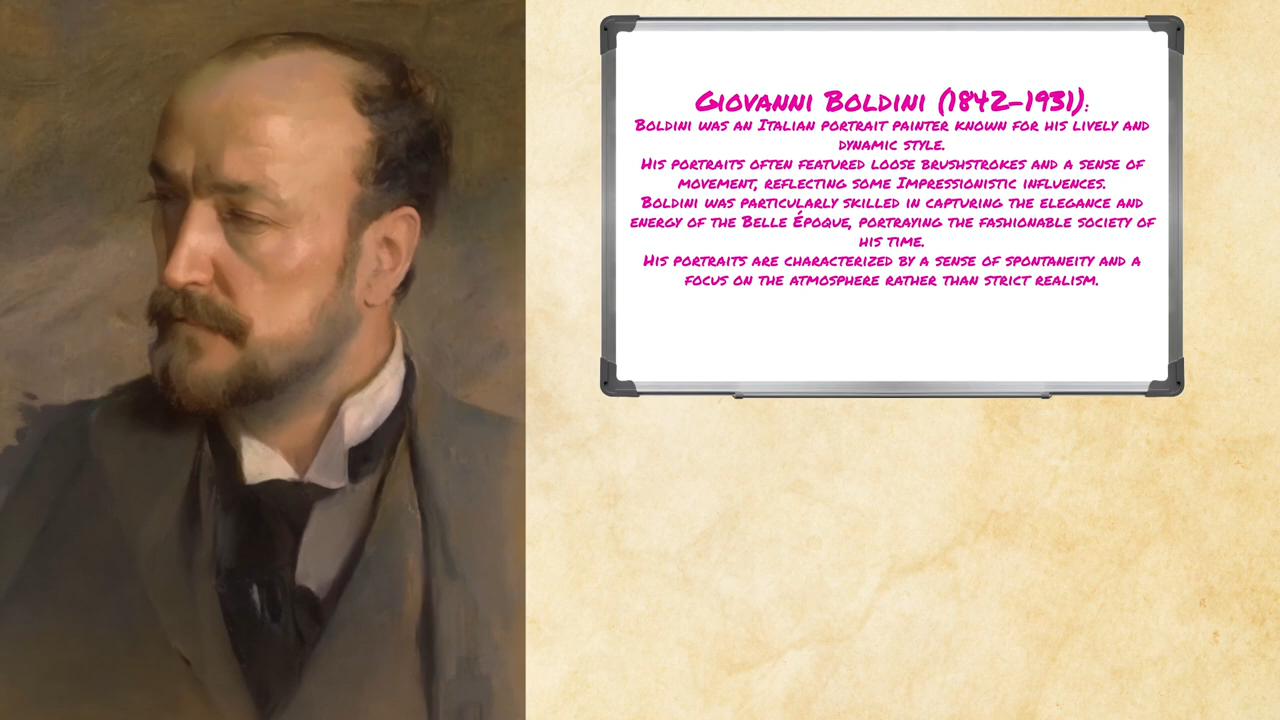 Giovanni Boldini (1842–1931):
Boldini was an Italian portrait painter known for his lively and
dynamic style.
His portraits often featured loose brushstrokes and a sense of
movement, reflecting some Impressionistic influences.
Boldini was particularly skilled in capturing the elegance and
energy of the Belle Époque, portraying the fashionable society of
his time.
His portraits are characterized by a sense of spontaneity and a
focus on the atmosphere rather than strict realism.